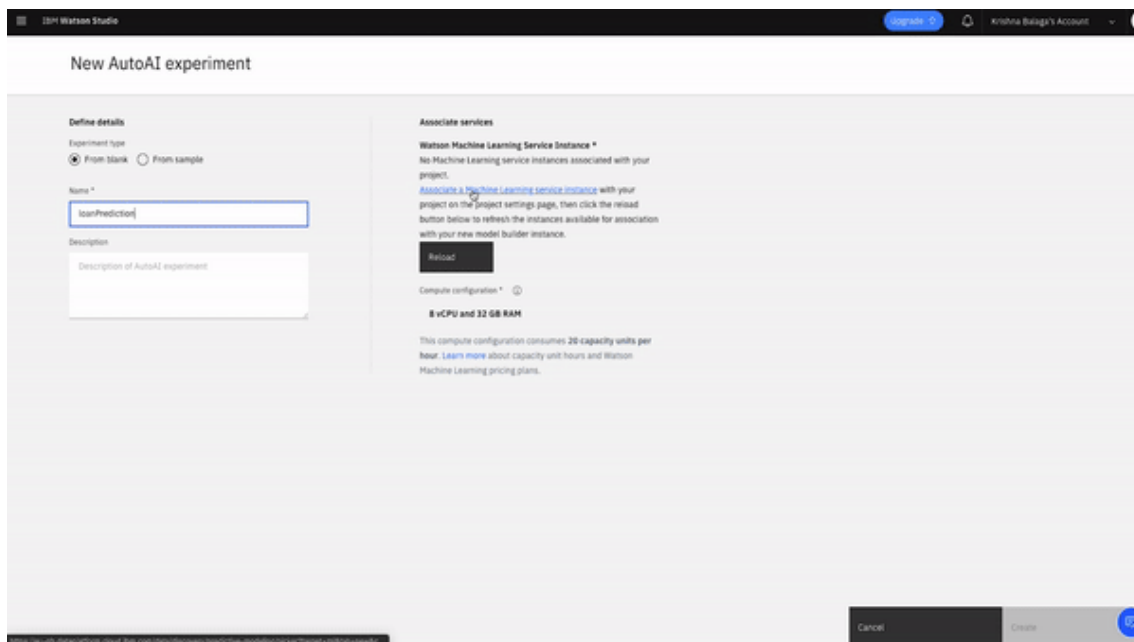 IBM Watson Studio
Upgrade
Krishna Balaga's Account
New AutoAI experiment
Define details
Experiment type
From blank
From sample
Name *
loanPrediction
Description
Description of AutoAI experiment
Associate services
Watson Machine Learning Service Instance *
No Machine Learning service instances associated with your
project.
Associate a Machine Learning service instance with your
project on the project settings page, then click the reload
button below to refresh the instances available for association
with your new model builder instance.
Reload
Compute configuration *
8 vCPU and 32 GB RAM
This compute configuration consumes 20 capacity units per
hour. Learn more about capacity unit hours and Watson
Machine Learning pricing plans.
Cancel
Create